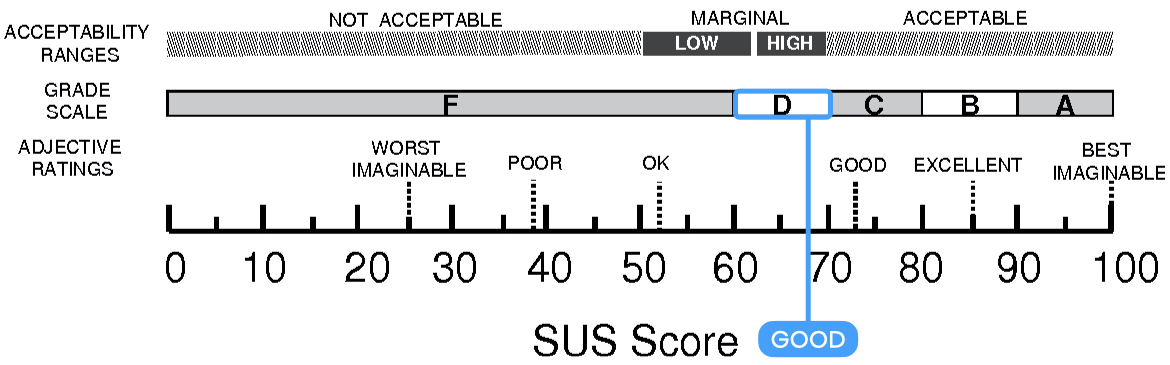 NOT ACCEPTABLE MARGINAL ACCEPTABLE
ACCEPTABILITY RANGES
LOW HIGH
GRADE SCALE
F D C B A
ADJECTIVE RATINGS
WORST IMAGINABLE
POOR
OK
GOOD
EXCELLENT
BEST IMAGINABLE
0 10 20 30 40 50 60 70 80 90 100
SUS Score GOOD